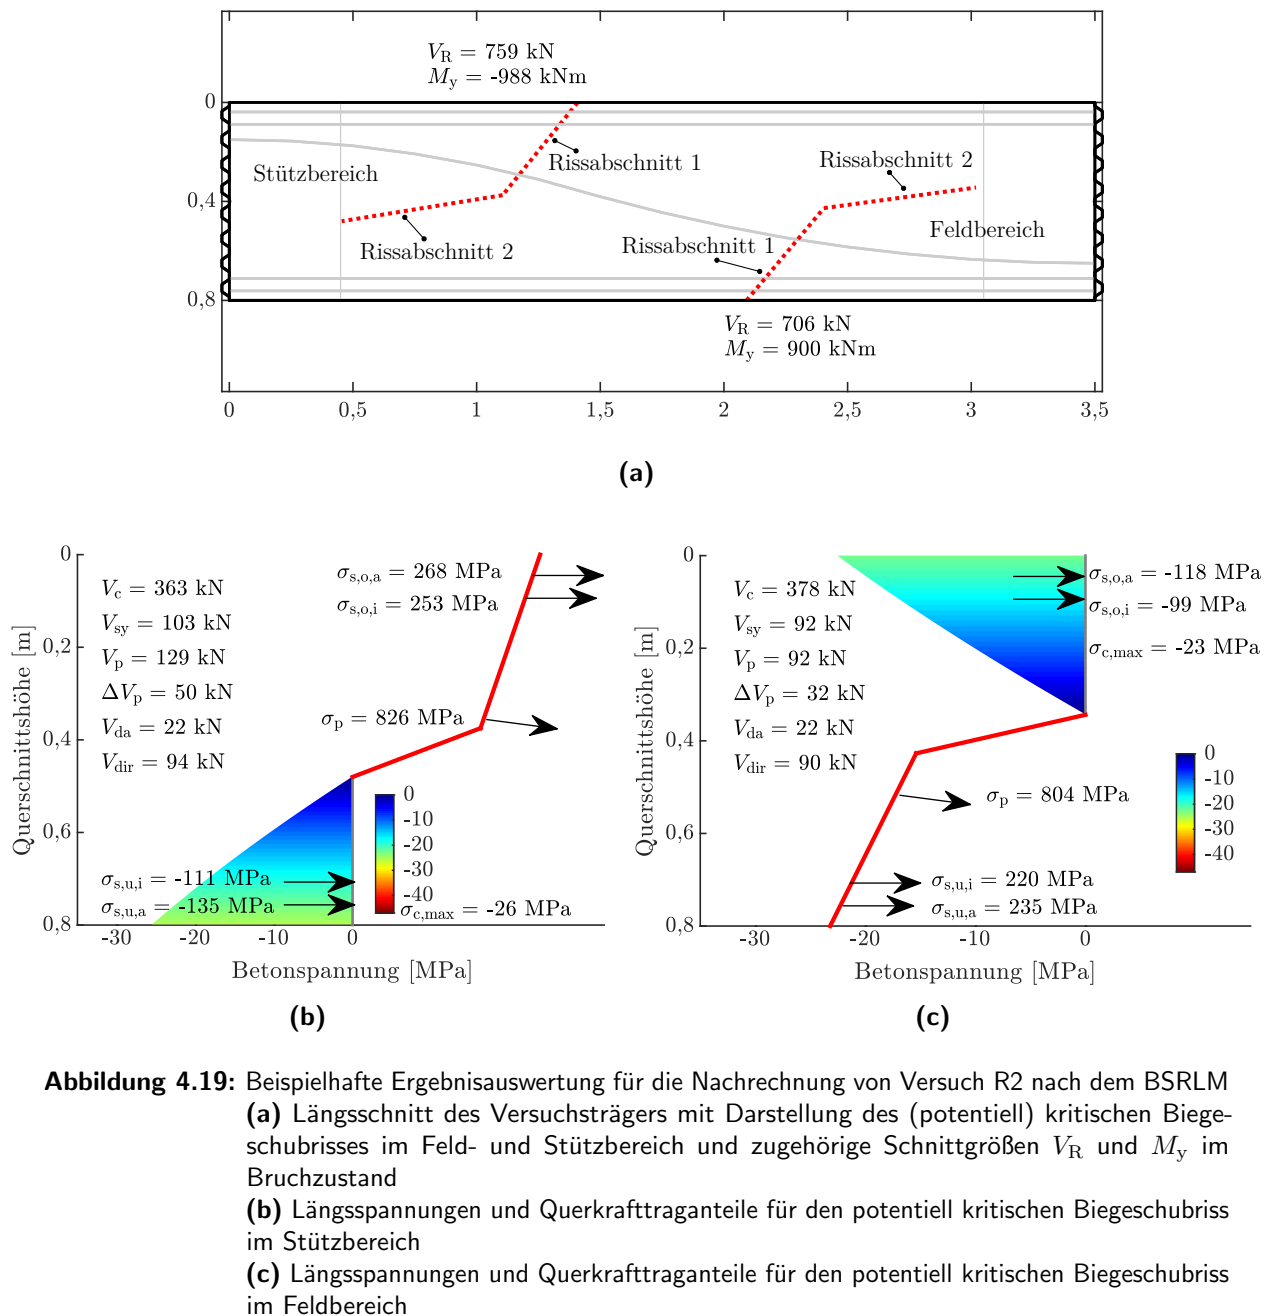 V_R = 759 kN
M_y = -988 kNm
0
0,4
0,8
Stützbereich
Rissabschnitt 1
Rissabschnitt 2
Rissabschnitt 2
Rissabschnitt 1
Feldbereich
V_R = 706 kN
M_y = 900 kNm
0 0,5 1 1,5 2 2,5 3 3,5
(a)
Querschnittshöhe [m]
0
0,2
0,4
0,6
0,8
V_c = 363 kN
V_sy = 103 kN
V_p = 129 kN
ΔV_p = 50 kN
V_da = 22 kN
V_dir = 94 kN
σ_s,o,a = 268 MPa
σ_s,o,i = 253 MPa
σ_p = 826 MPa
σ_s,u,i = -111 MPa
σ_s,u,a = -135 MPa
0
-10
-20
-30
-40
σ_c,max = -26 MPa
-30 -20 -10 0
Betonspannung [MPa]
(b)
Querschnittshöhe [m]
0
0,2
0,4
0,6
0,8
V_c = 378 kN
V_sy = 92 kN
V_p = 92 kN
ΔV_p = 32 kN
V_da = 22 kN
V_dir = 90 kN
σ_s,o,a = -118 MPa
σ_s,o,i = -99 MPa
σ_c,max = -23 MPa
0
-10
-20
-30
-40
σ_p = 804 MPa
σ_s,u,i = 220 MPa
σ_s,u,a = 235 MPa
-30 -20 -10 0
Betonspannung [MPa]
(c)
Abbildung 4.19: Beispielhafte Ergebnisauswertung für die Nachrechnung von Versuch R2 nach dem BSRLM
(a) Längsschnitt des Versuchsträgers mit Darstellung des (potentiell) kritischen Biege-
schubrisses im Feld- und Stützbereich und zugehörige Schnittgrößen V_R und M_y im
Bruchzustand
(b) Längsspannungen und Querkrafttraganteile für den potentiell kritischen Biegeschubriss
im Stützbereich
(c) Längsspannungen und Querkrafttraganteile für den potentiell kritischen Biegeschubriss
im Feldbereich